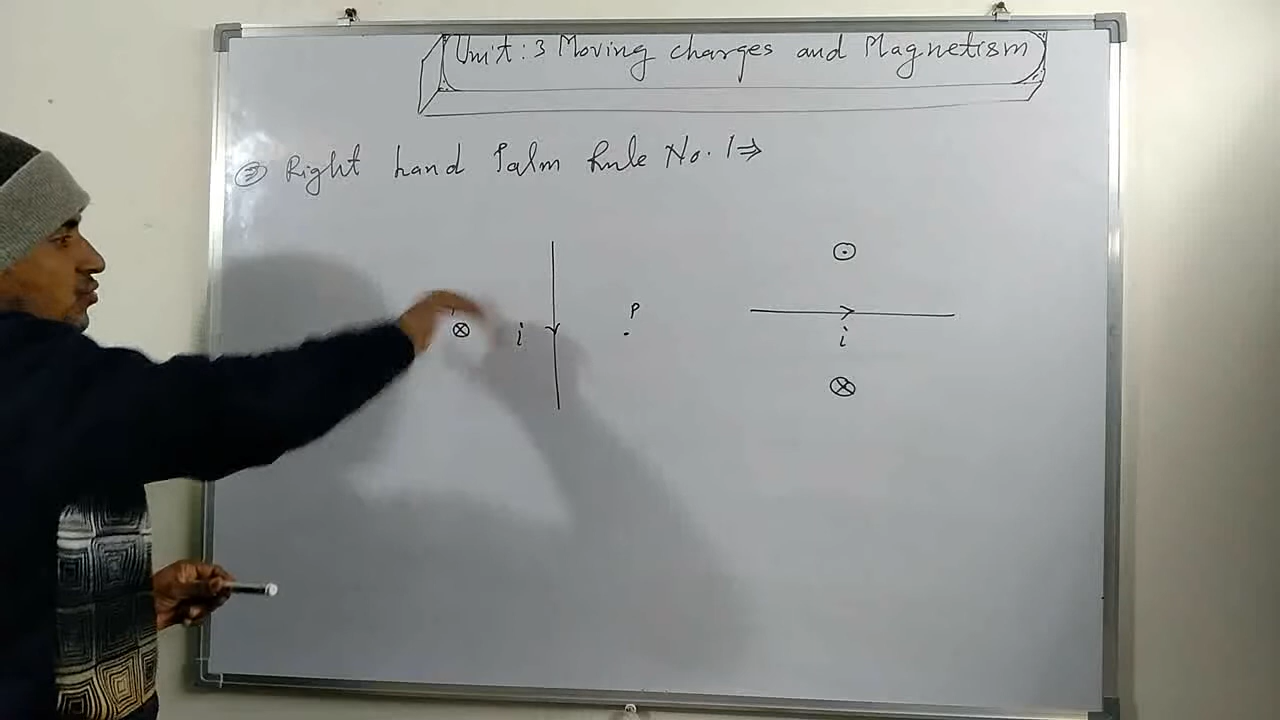 Unit: 3 Moving charges and Magnetism
③ Right hand Palm Rule No. 1⇒
P
i
i